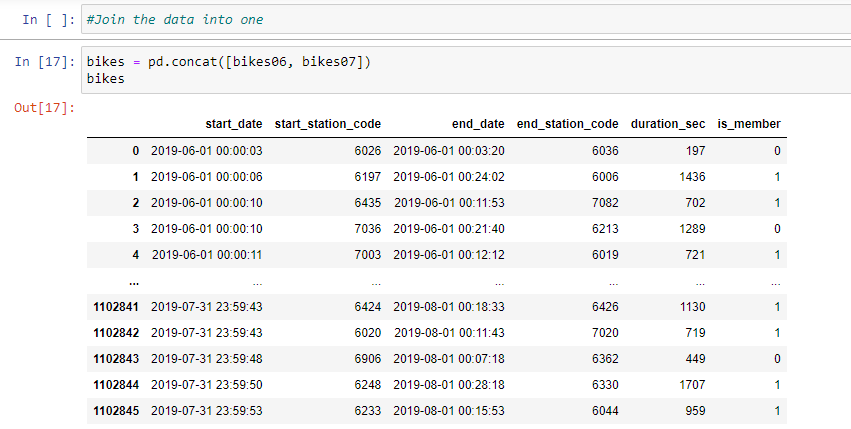 In [ ]: #Join the data into one
In [17]: bikes = pd.concat([bikes06, bikes07])
bikes
Out[17]:
start_date start_station_code end_date end_station_code duration_sec is_member
0 2019-06-01 00:00:03 6026 2019-06-01 00:03:20 6036 197 0
1 2019-06-01 00:00:06 6197 2019-06-01 00:24:02 6006 1436 1
2 2019-06-01 00:00:10 6435 2019-06-01 00:11:53 7082 702 1
3 2019-06-01 00:00:10 7036 2019-06-01 00:21:40 6213 1289 0
4 2019-06-01 00:00:11 7003 2019-06-01 00:12:12 6019 721 1
... ... ... ... ... ... ...
1102841 2019-07-31 23:59:43 6424 2019-08-01 00:18:33 6426 1130 1
1102842 2019-07-31 23:59:43 6020 2019-08-01 00:11:43 7020 719 1
1102843 2019-07-31 23:59:48 6906 2019-08-01 00:07:18 6362 449 0
1102844 2019-07-31 23:59:50 6248 2019-08-01 00:28:18 6330 1707 1
1102845 2019-07-31 23:59:53 6233 2019-08-01 00:15:53 6044 959 1